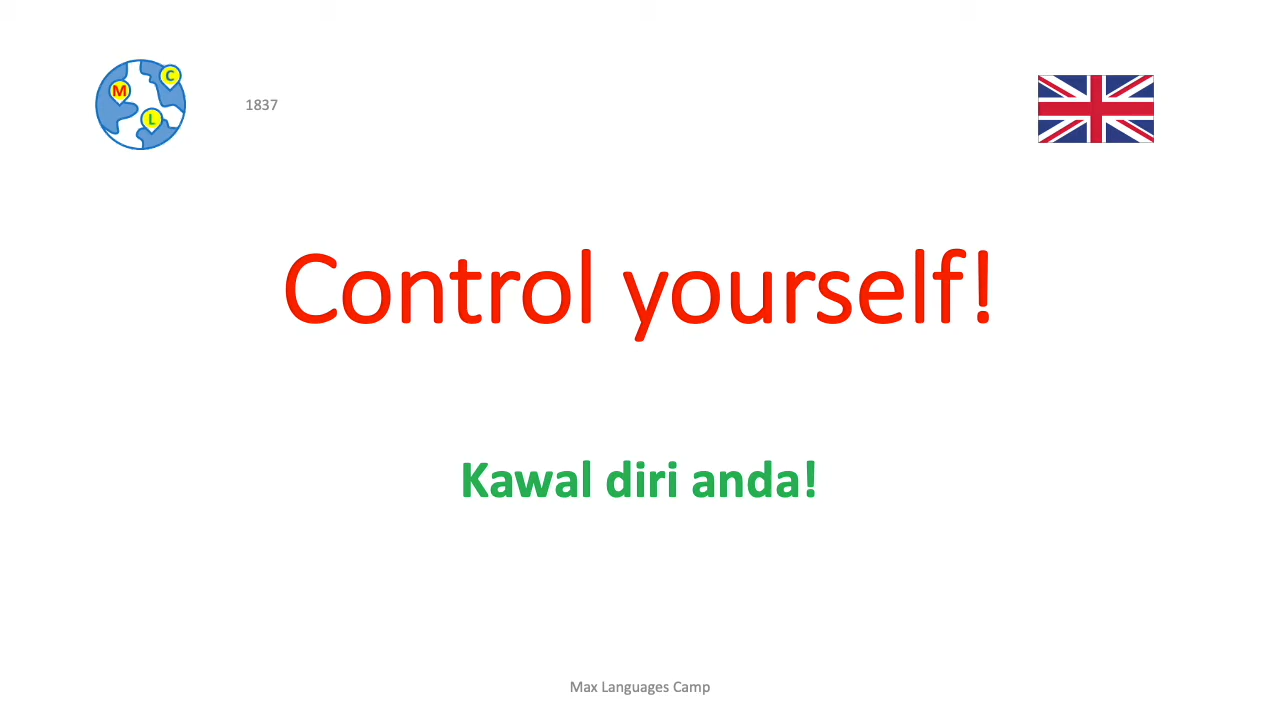 M
C
L
1837
Control yourself!
Kawal diri anda!
Max Languages Camp